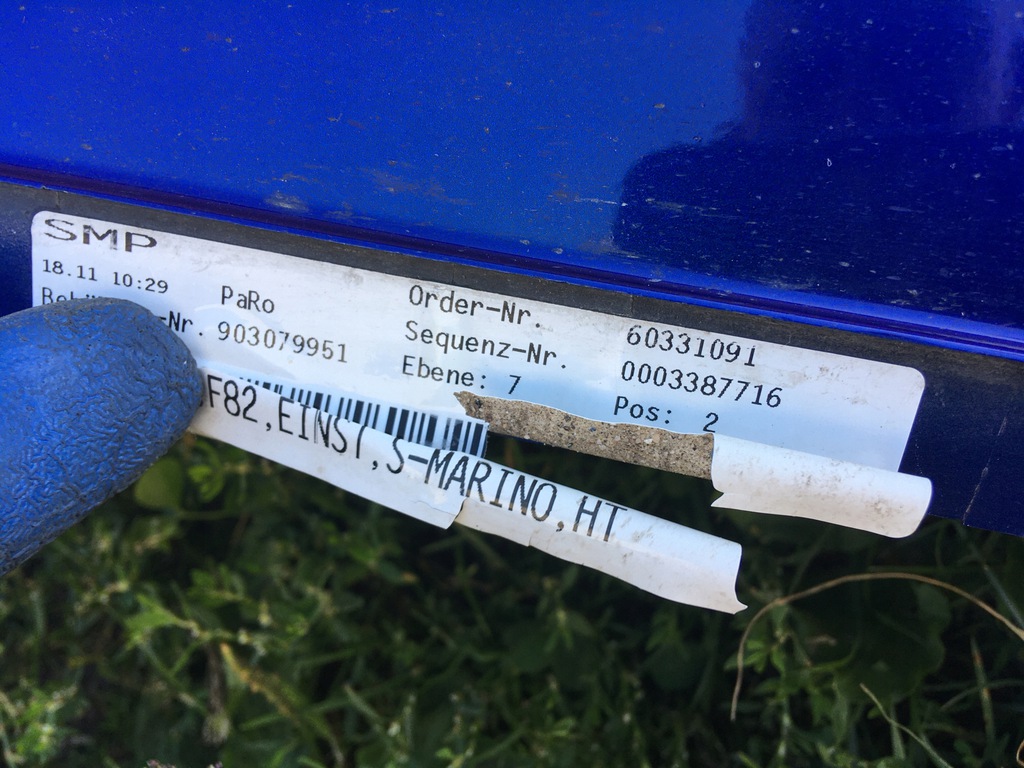 SMP
18.11 10:29 PaRo Order-Nr. 60331091
-Nr. 903079951 Sequenz-Nr. 0003387716
Ebene: 7 Pos: 2
F82,EINST,S-MARINO,HT